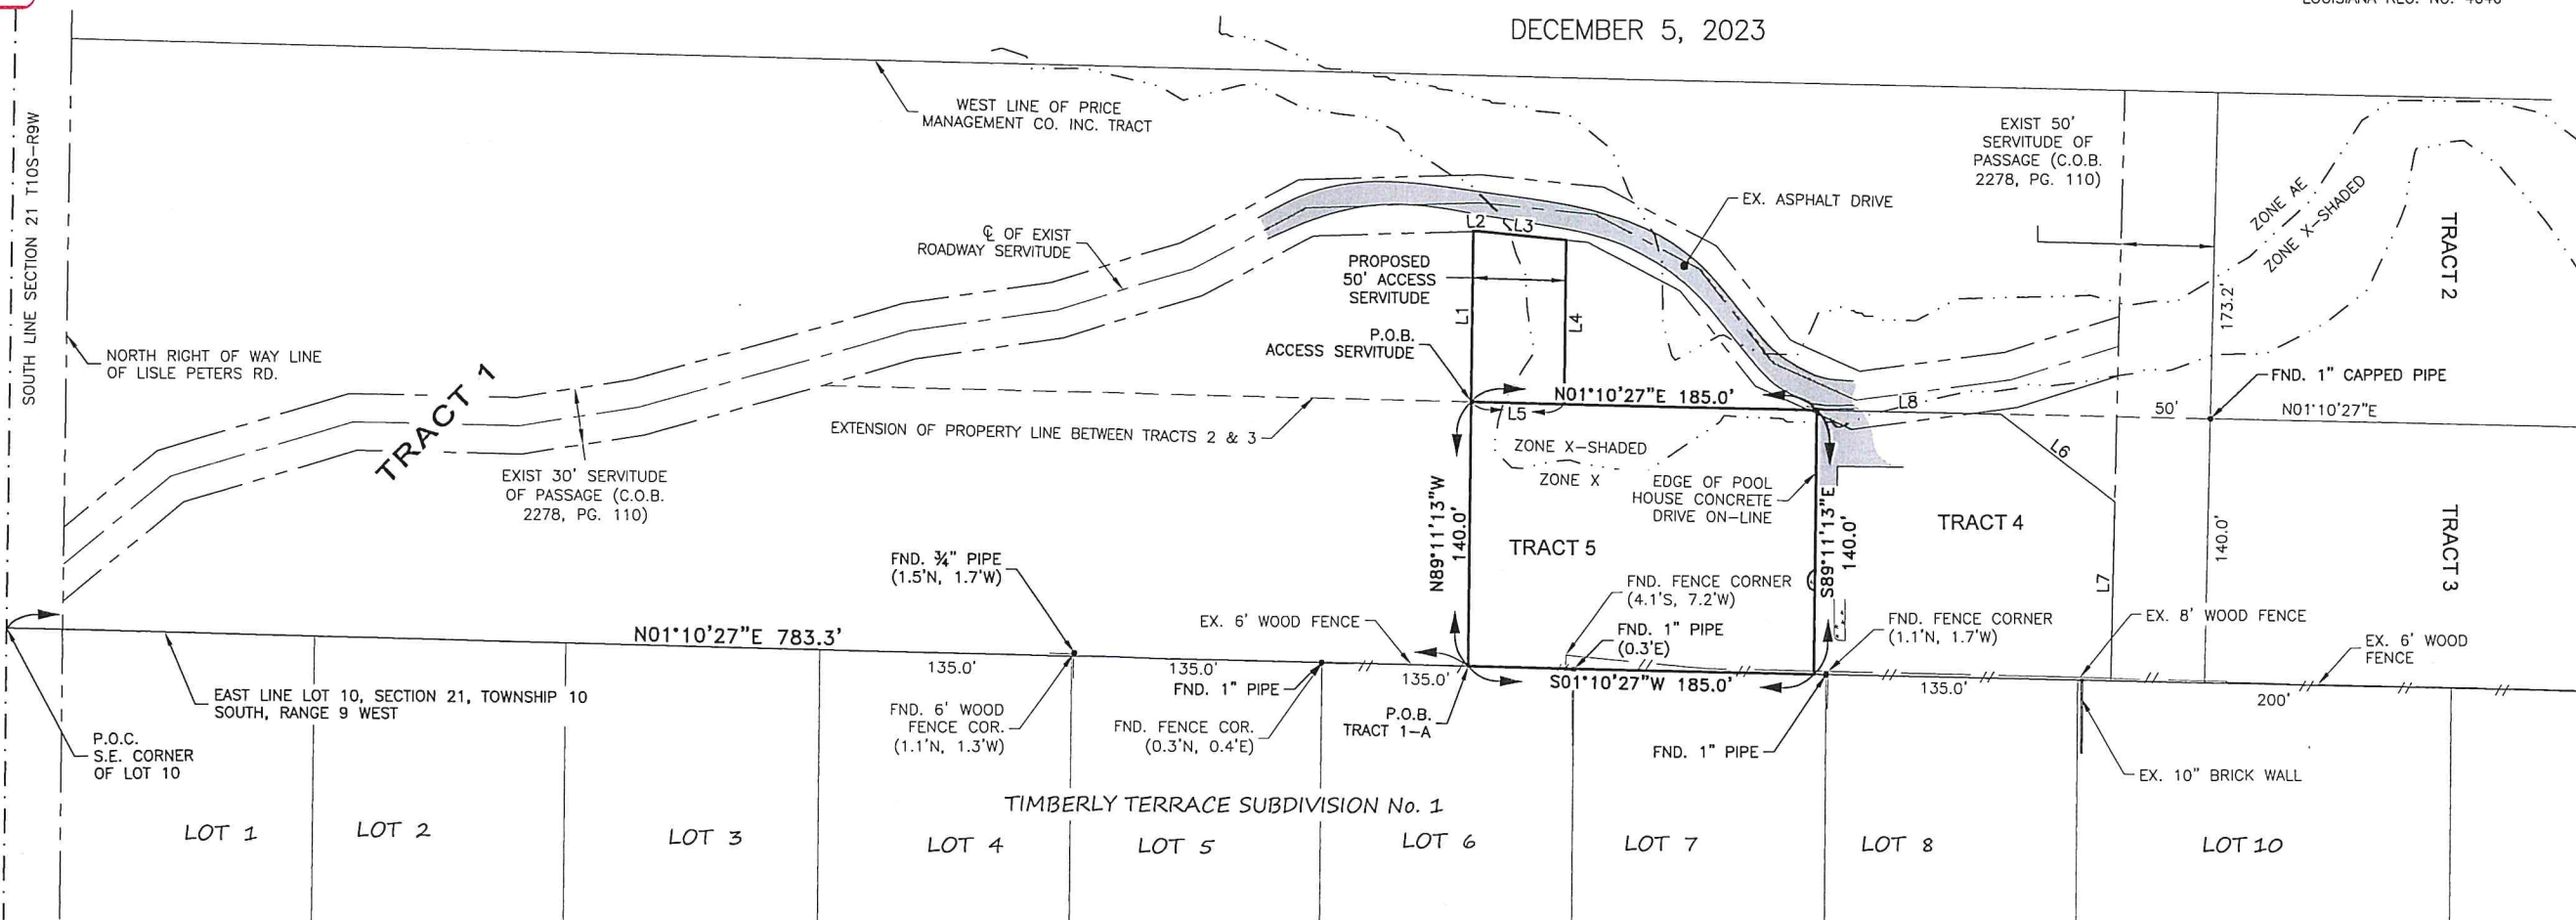 DECEMBER 5, 2023
WEST LINE OF PRICE
MANAGEMENT CO. INC. TRACT
EXIST 50'
SERVITUDE OF
PASSAGE (C.O.B.
2278, PG. 110)
SOUTH LINE SECTION 21 T10S-R9W
EX. ASPHALT DRIVE
ZONE AE
ZONE X-SHADED
TRACT 2
℄ OF EXIST
ROADWAY SERVITUDE
L2
L3
PROPOSED
50' ACCESS
SERVITUDE
L1
L4
173.2'
P.O.B.
ACCESS SERVITUDE
NORTH RIGHT OF WAY LINE
OF LISLE PETERS RD.
TRACT 1
FND. 1" CAPPED PIPE
N01°10'27"E 185.0'
L5
L8
50'
N01°10'27"E
EXTENSION OF PROPERTY LINE BETWEEN TRACTS 2 & 3
EXIST 30' SERVITUDE
OF PASSAGE (C.O.B.
2278, PG. 110)
ZONE X-SHADED
ZONE X
EDGE OF POOL
HOUSE CONCRETE
DRIVE ON-LINE
L6
N89°11'13"W
140.0'
S89°11'13"E
140.0'
TRACT 4
TRACT 5
140.0'
TRACT 3
L7
FND. ¾" PIPE
(1.5'N, 1.7'W)
FND. FENCE CORNER
(4.1'S, 7.2'W)
EX. 6' WOOD FENCE
FND. 1" PIPE
(0.3'E)
FND. FENCE CORNER
(1.1'N, 1.7'W)
EX. 8' WOOD FENCE
EX. 6' WOOD
FENCE
N01°10'27"E 783.3'
135.0'
135.0'
135.0'
S01°10'27"W 185.0'
135.0'
200'
EAST LINE LOT 10, SECTION 21, TOWNSHIP 10
SOUTH, RANGE 9 WEST
FND. 1" PIPE
FND. 6' WOOD
FENCE COR.
(1.1'N, 1.3'W)
FND. FENCE COR.
(0.3'N, 0.4'E)
P.O.B.
TRACT 1-A
P.O.C.
S.E. CORNER
OF LOT 10
FND. 1" PIPE
EX. 10" BRICK WALL
TIMBERLY TERRACE SUBDIVISION No. 1
LOT 1
LOT 2
LOT 3
LOT 4
LOT 5
LOT 6
LOT 7
LOT 8
LOT 10